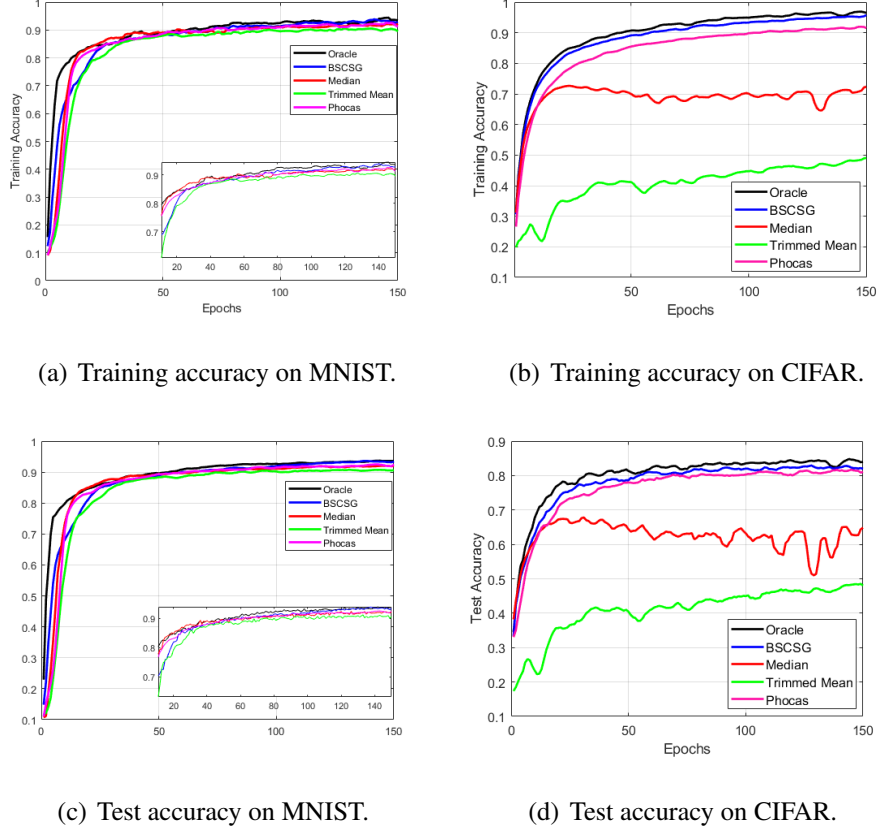 1
0.9
0.8
0.7
0.6
0.5
0.4
0.3
0.2
0.1
0
Training Accuracy
Oracle
BSCSG
Median
Trimmed Mean
Phocas
0.9
0.8
0.7
20 40 60 80 100 120 140
0 50 100 150
Epochs
(a) Training accuracy on MNIST.
1
0.9
0.8
0.7
0.6
0.5
0.4
0.3
0.2
0.1
Training Accuracy
Oracle
BSCSG
Median
Trimmed Mean
Phocas
50 100 150
Epochs
(b) Training accuracy on CIFAR.
1
0.9
0.8
0.7
0.6
0.5
0.4
0.3
0.2
0.1
Oracle
BSCSG
Median
Trimmed Mean
Phocas
0.9
0.8
0.7
20 40 60 80 100 120 140
0 50 100 150
(c) Test accuracy on MNIST.
0.9
0.8
0.7
0.6
0.5
0.4
0.3
0.2
0.1
Test Accuracy
Oracle
BSCSG
Median
Trimmed Mean
Phocas
0 50 100 150
Epochs
(d) Test accuracy on CIFAR.